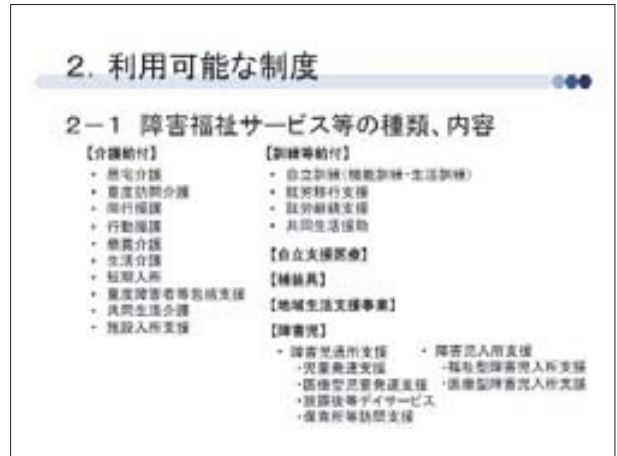 2. 利用可能な制度
2－1 障害福祉サービス等の種類、内容
【介護給付】
・ 居宅介護
・ 重度訪問介護
・ 同行援護
・ 行動援護
・ 療養介護
・ 生活介護
・ 短期入所
・ 重度障害者等包括支援
・ 共同生活介護
・ 施設入所支援
【訓練等給付】
・ 自立訓練（機能訓練・生活訓練）
・ 就労移行支援
・ 就労継続支援
・ 共同生活援助
【自立支援医療】
【補装具】
【地域生活支援事業】
【障害児】
・ 障害児通所支援
・児童発達支援
・医療型児童発達支援
・放課後等デイサービス
・保育所等訪問支援
・ 障害児入所支援
・福祉型障害児入所支援
・医療型障害児入所支援